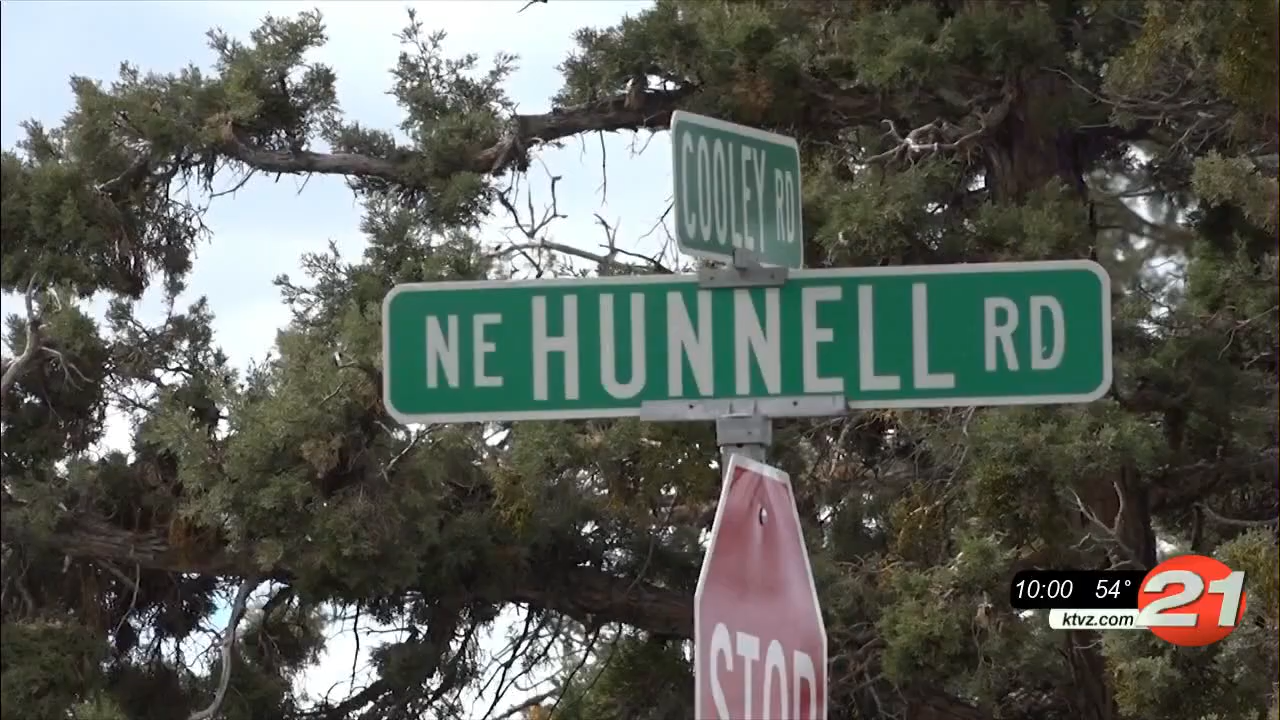 COOLEY RD
NE HUNNELL RD
STOP
10:00 54°
ktvz.com
21